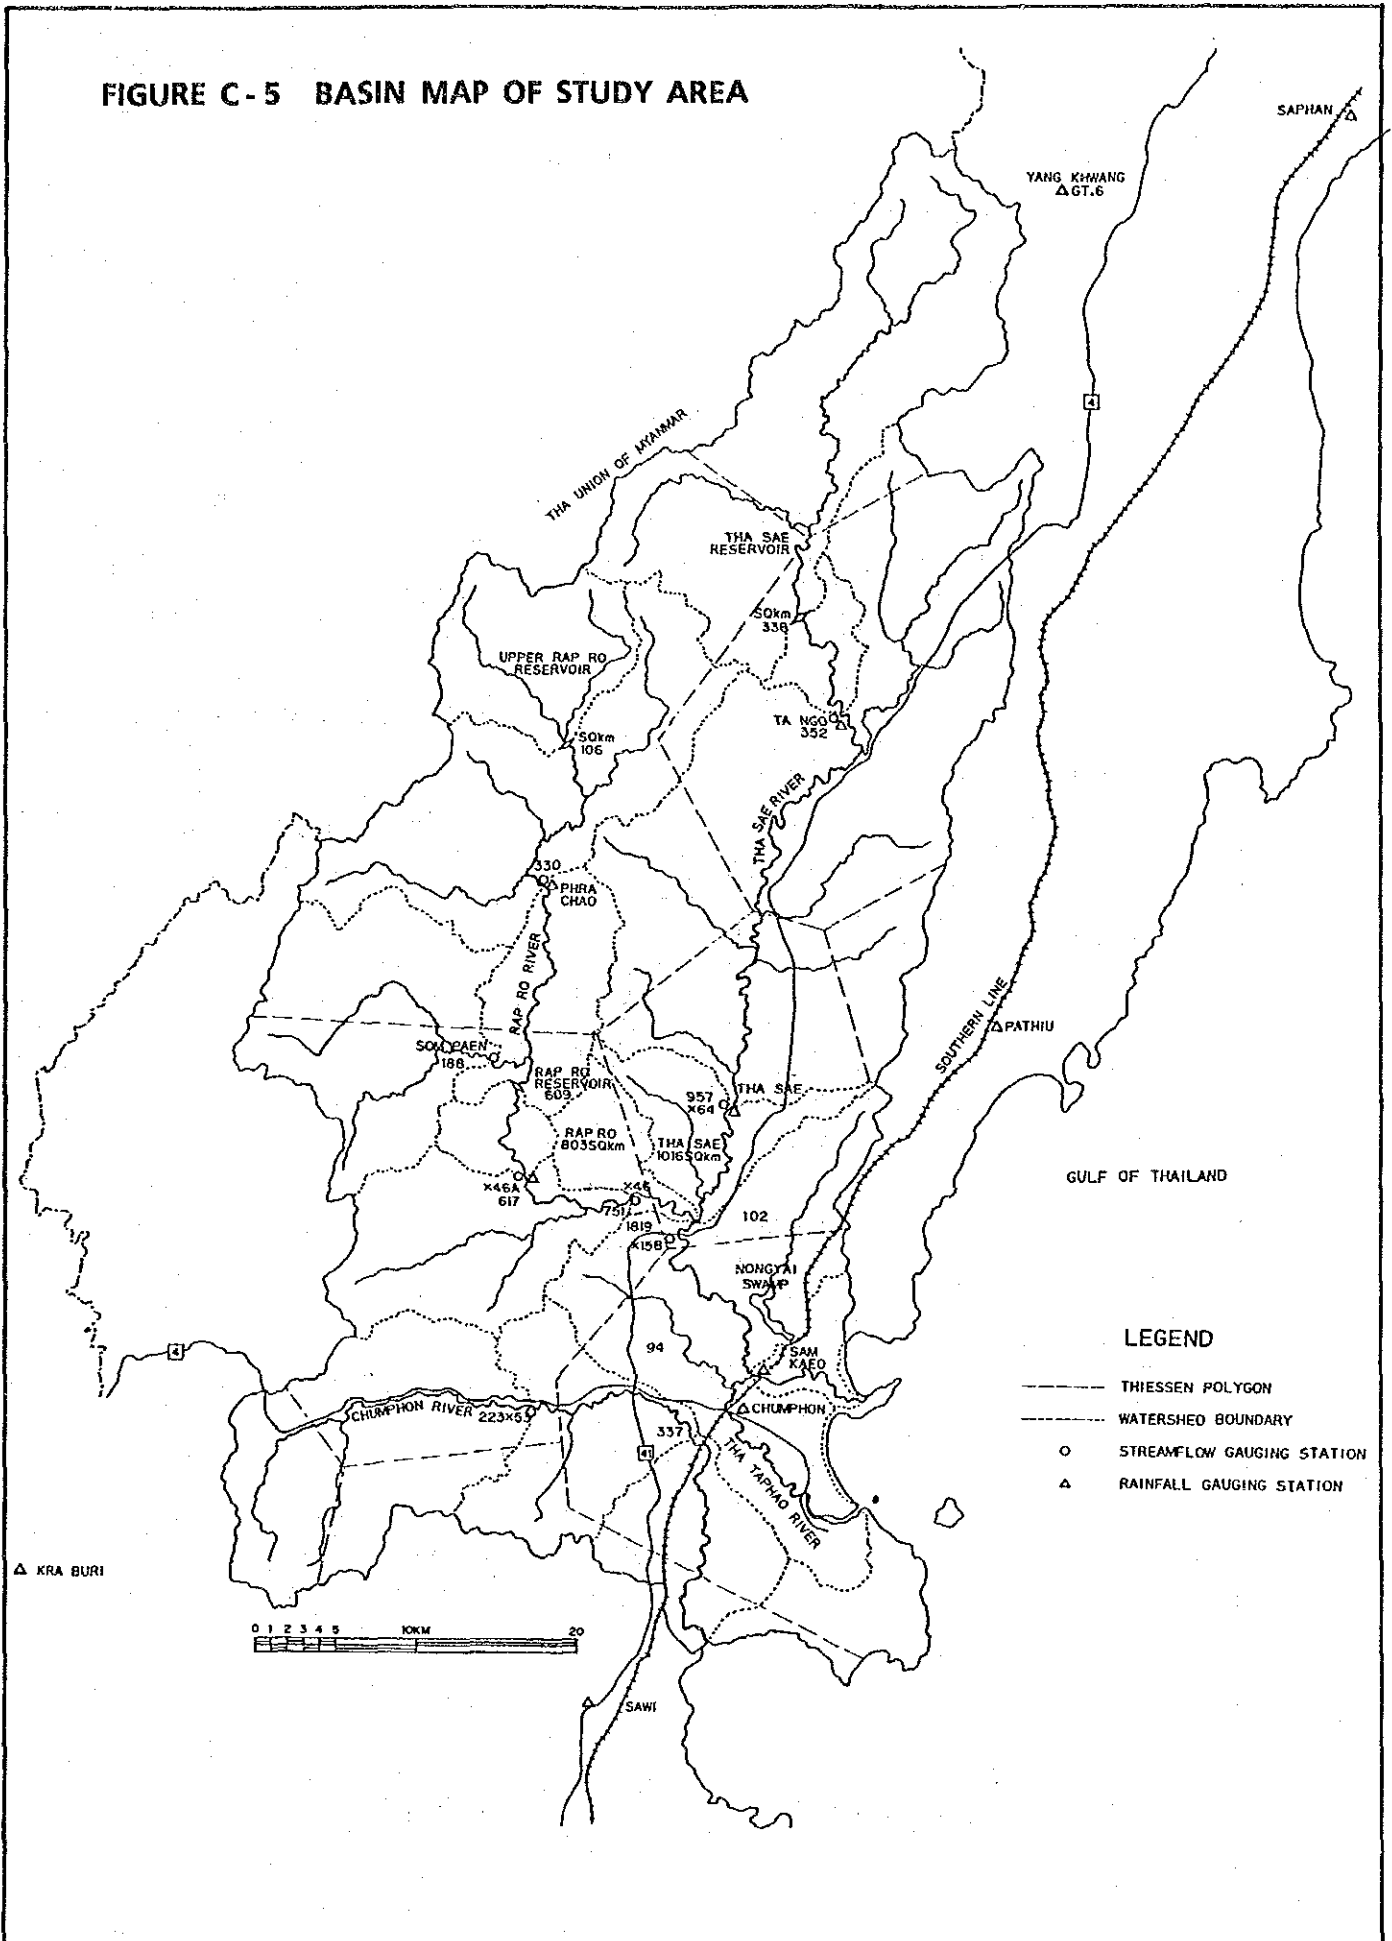 FIGURE C-5 BASIN MAP OF STUDY AREA
SAPHAN
YANG KHWANG
GT.6
4
THA UNION OF MYANMAR
THA SAE
RESERVOIR
SQkm
338
UPPER RAP RO
RESERVOIR
SQkm
106
TA NGO
352
THA SAE RIVER
330
PHRA
CHAO
RAP RO RIVER
SOUTHERN LINE
PATHIU
SOM PAEN
188
RAP RO
RESERVOIR
609
957
X64
THA SAE
RAP RO
803SQkm
THA SAE
1016SQkm
GULF OF THAILAND
X46A
617
X46
751
1819
X158
102
NONGYAI
SWAMP
LEGEND
4
94
SAM
KAEO
THIESSEN POLYGON
CHUMPHON RIVER
223X53
CHUMPHON
WATERSHED BOUNDARY
337
41
THA TAPHAO RIVER
STREAMFLOW GAUGING STATION
RAINFALL GAUGING STATION
KRA BURI
0 1 2 3 4 5 10KM 20
SAWI